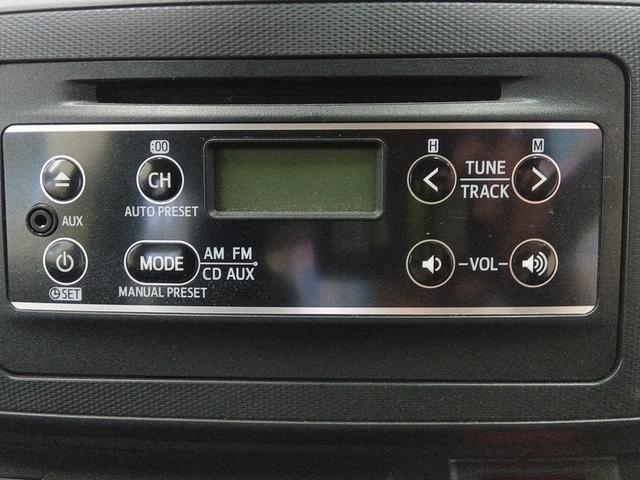 :00
H
M
CH
TUNE
TRACK
AUTO PRESET
AUX
MODE
AM FM
CD AUX
VOL
SET
MANUAL PRESET